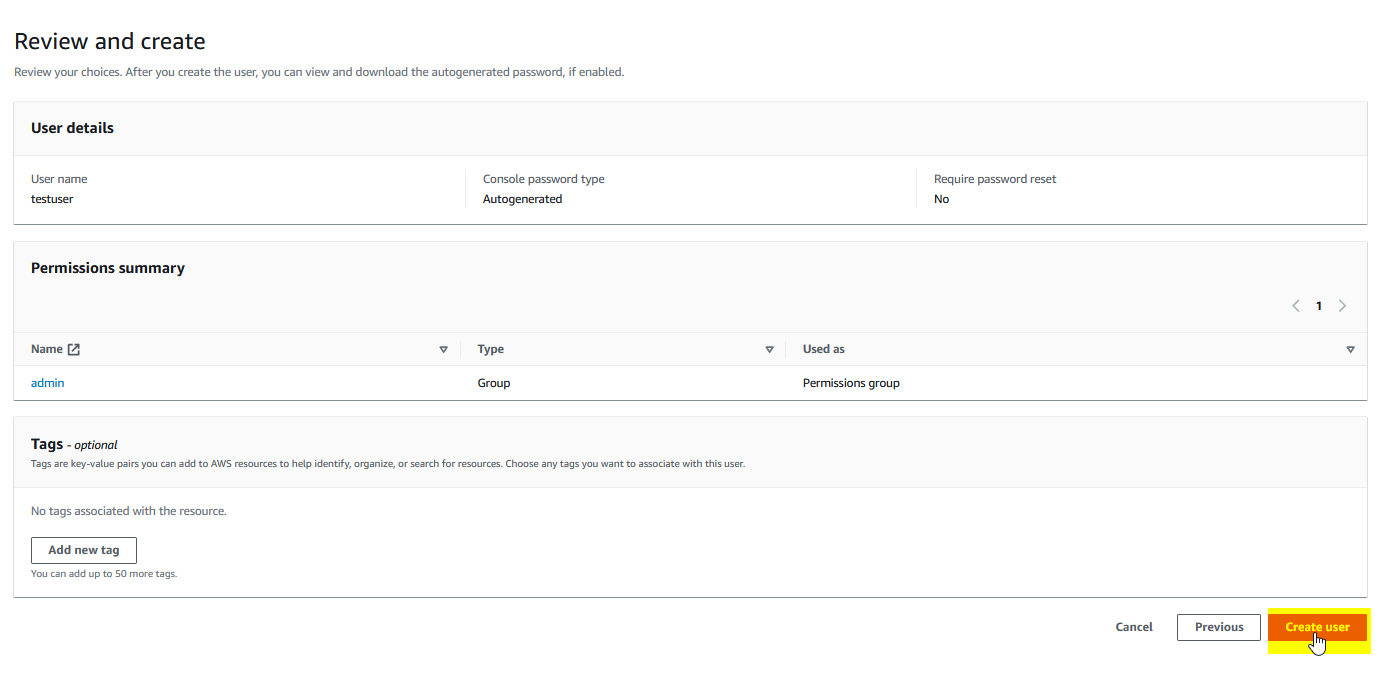 Review and create
Review your choices. After you create the user, you can view and download the autogenerated password, if enabled.
User details
User name
testuser
Console password type
Autogenerated
Require password reset
No
Permissions summary
1
Name
Type
Used as
admin
Group
Permissions group
Tags - optional
Tags are key-value pairs you can add to AWS resources to help identify, organize, or search for resources. Choose any tags you want to associate with this user.
No tags associated with the resource.
Add new tag
You can add up to 50 more tags.
Cancel
Previous
Create user